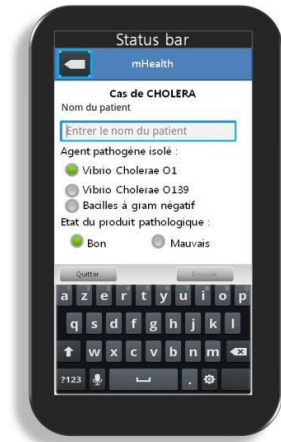 Status bar
mHealth
Cas de CHOLERA
Nom du patient
Entrer le nom du patient
Agent pathogène isolé :
Vibrio Cholerae O1
Vibrio Cholerae O139
Bacilles à gram négatif
Etat du produit pathologique :
Bon Mauvais
Quitter
a z e r t y u i o p
q s d f g h j k l
w x c v b n m
?123 .